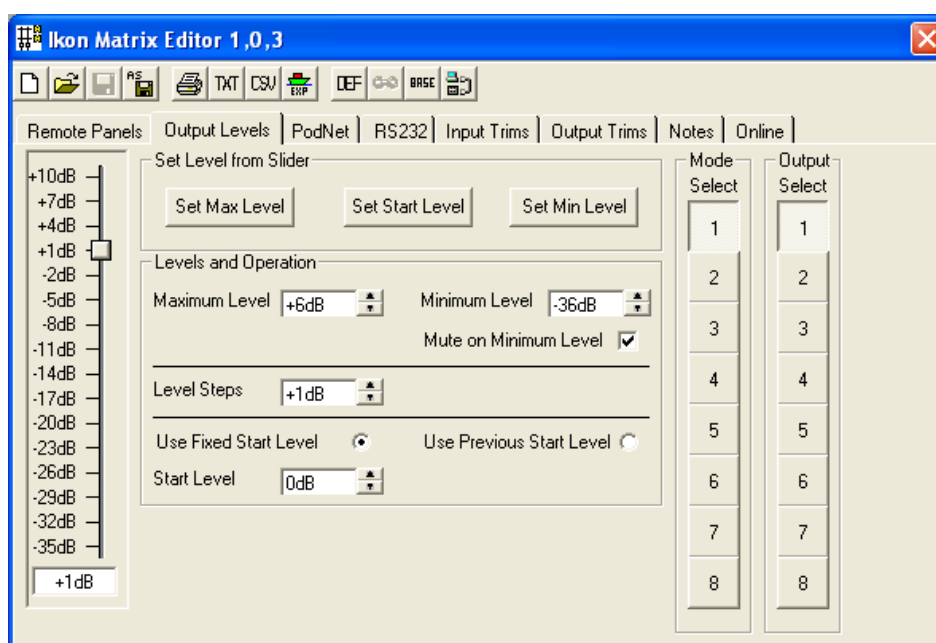 Ikon Matrix Editor 1,0,3
AS TXT CSV EXP DEF BASE
Remote Panels Output Levels PodNet RS232 Input Trims Output Trims Notes Online
+10dB
+7dB
+4dB
+1dB
-2dB
-5dB
-8dB
-11dB
-14dB
-17dB
-20dB
-23dB
-26dB
-29dB
-32dB
-35dB
+1dB
Set Level from Slider
Set Max Level Set Start Level Set Min Level
Levels and Operation
Maximum Level +6dB Minimum Level -36dB
Mute on Minimum Level
Level Steps +1dB
Use Fixed Start Level Use Previous Start Level
Start Level 0dB
Mode
Select
1
2
3
4
5
6
7
8
Output
Select
1
2
3
4
5
6
7
8